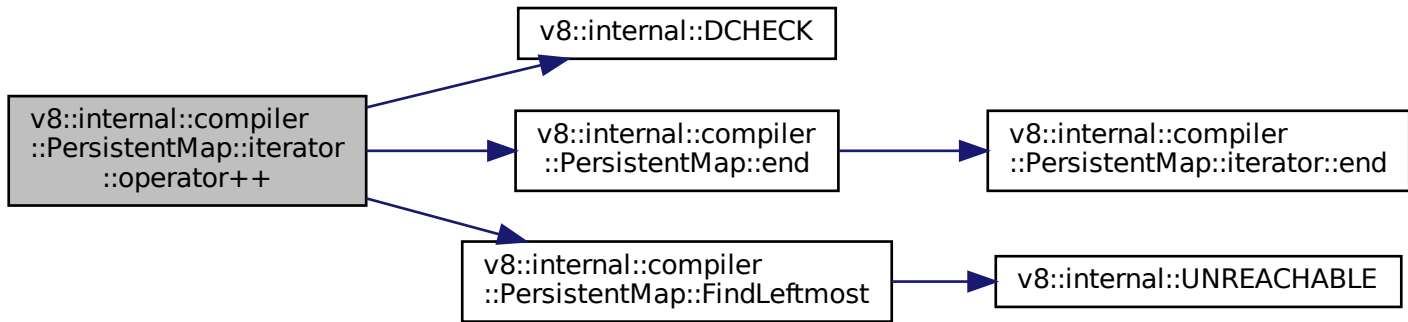 v8::internal::compiler
::PersistentMap::iterator
::operator++
v8::internal::DCHECK
v8::internal::compiler
::PersistentMap::end
v8::internal::compiler
::PersistentMap::iterator::end
v8::internal::compiler
::PersistentMap::FindLeftmost
v8::internal::UNREACHABLE